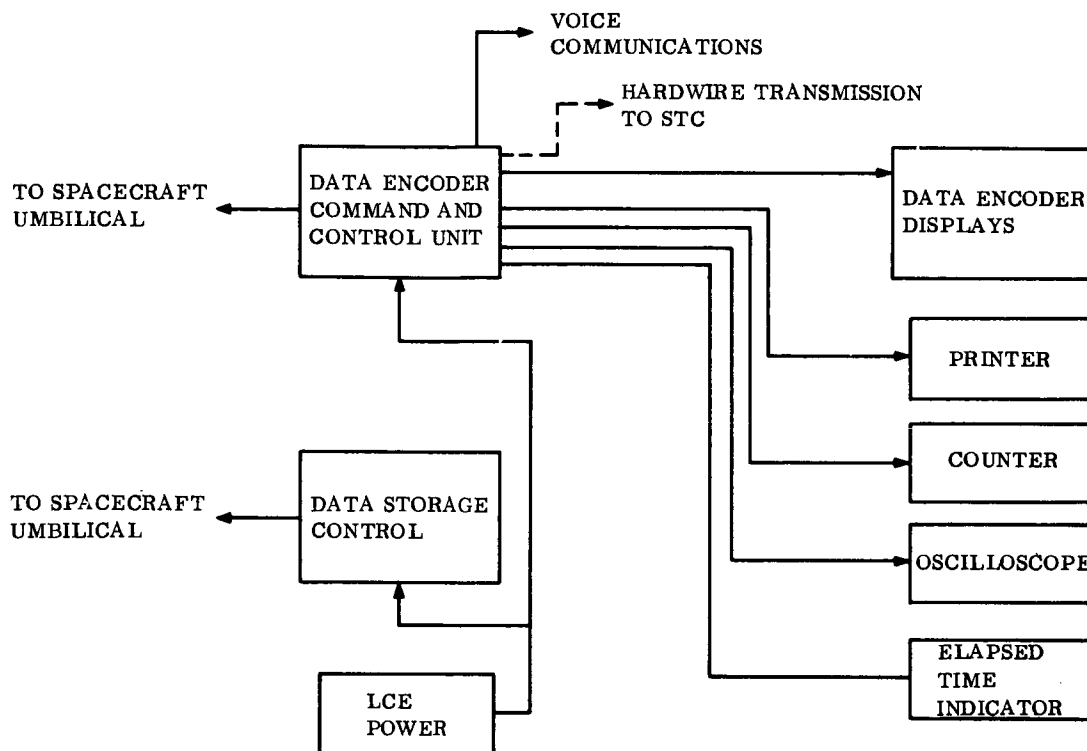 VOICE
COMMUNICATIONS
HARDWIRE TRANSMISSION
TO STC
TO SPACECRAFT
UMBILICAL
DATA ENCODER
COMMAND AND
CONTROL UNIT
DATA ENCODER
DISPLAYS
PRINTER
COUNTER
TO SPACECRAFT
UMBILICAL
DATA STORAGE
CONTROL
OSCILLOSCOPE
ELAPSED
TIME
INDICATOR
LCE
POWER